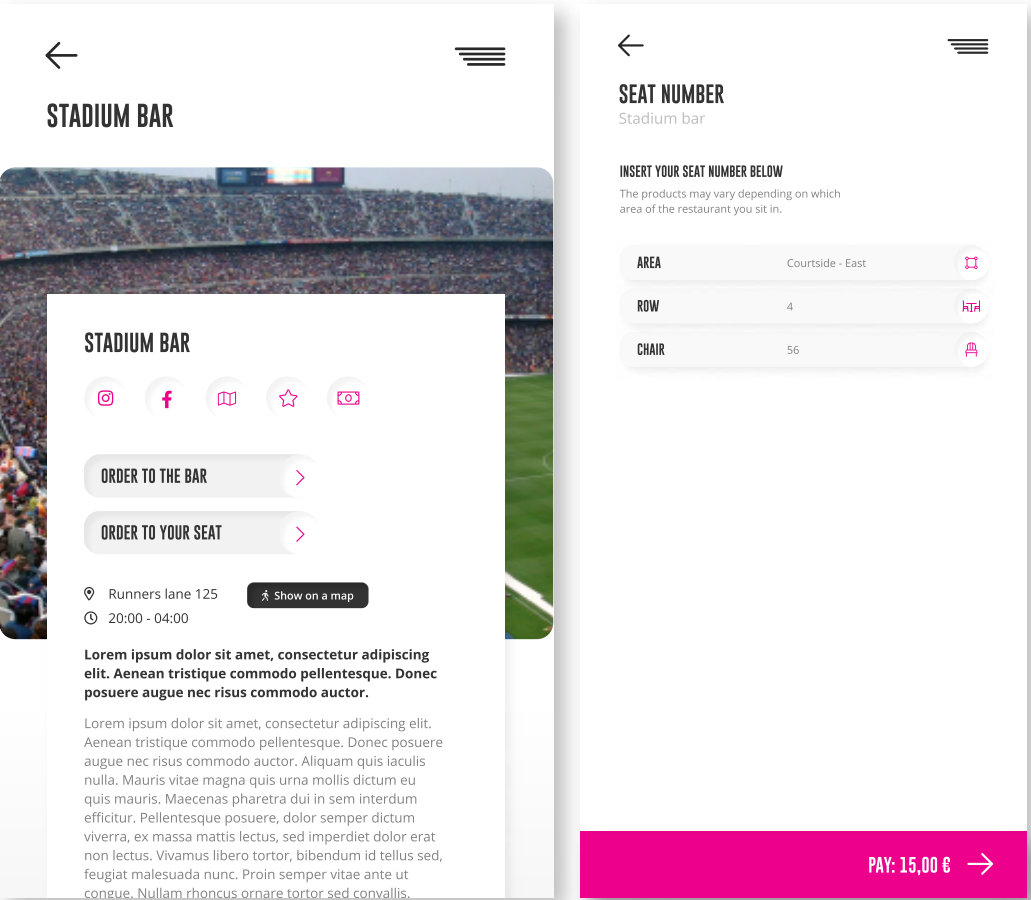 STADIUM BAR
STADIUM BAR
ORDER TO THE BAR
ORDER TO YOUR SEAT
Runners lane 125
Show on a map
20:00 - 04:00
Lorem ipsum dolor sit amet, consectetur adipiscing
elit. Aenean tristique commodo pellentesque. Donec
posuere augue nec risus commodo auctor.
Lorem ipsum dolor sit amet, consectetur adipiscing elit.
Aenean tristique commodo pellentesque. Donec posuere
augue nec risus commodo auctor. Aliquam quis iaculis
nulla. Mauris vitae magna quis urna mollis dictum eu
quis mauris. Maecenas pharetra dui in sem interdum
efficitur. Pellentesque posuere, dolor semper dictum
viverra, ex massa mattis lectus, sed imperdiet dolor erat
non lectus. Vivamus libero tortor, bibendum id tellus sed,
feugiat malesuada nunc. Proin semper vitae ante ut
congue. Nullam rhoncus ornare tortor sed convallis.
SEAT NUMBER
Stadium bar
INSERT YOUR SEAT NUMBER BELOW
The products may vary depending on which
area of the restaurant you sit in.
AREA
Courtside - East
ROW
4
CHAIR
56
PAY: 15,00 €